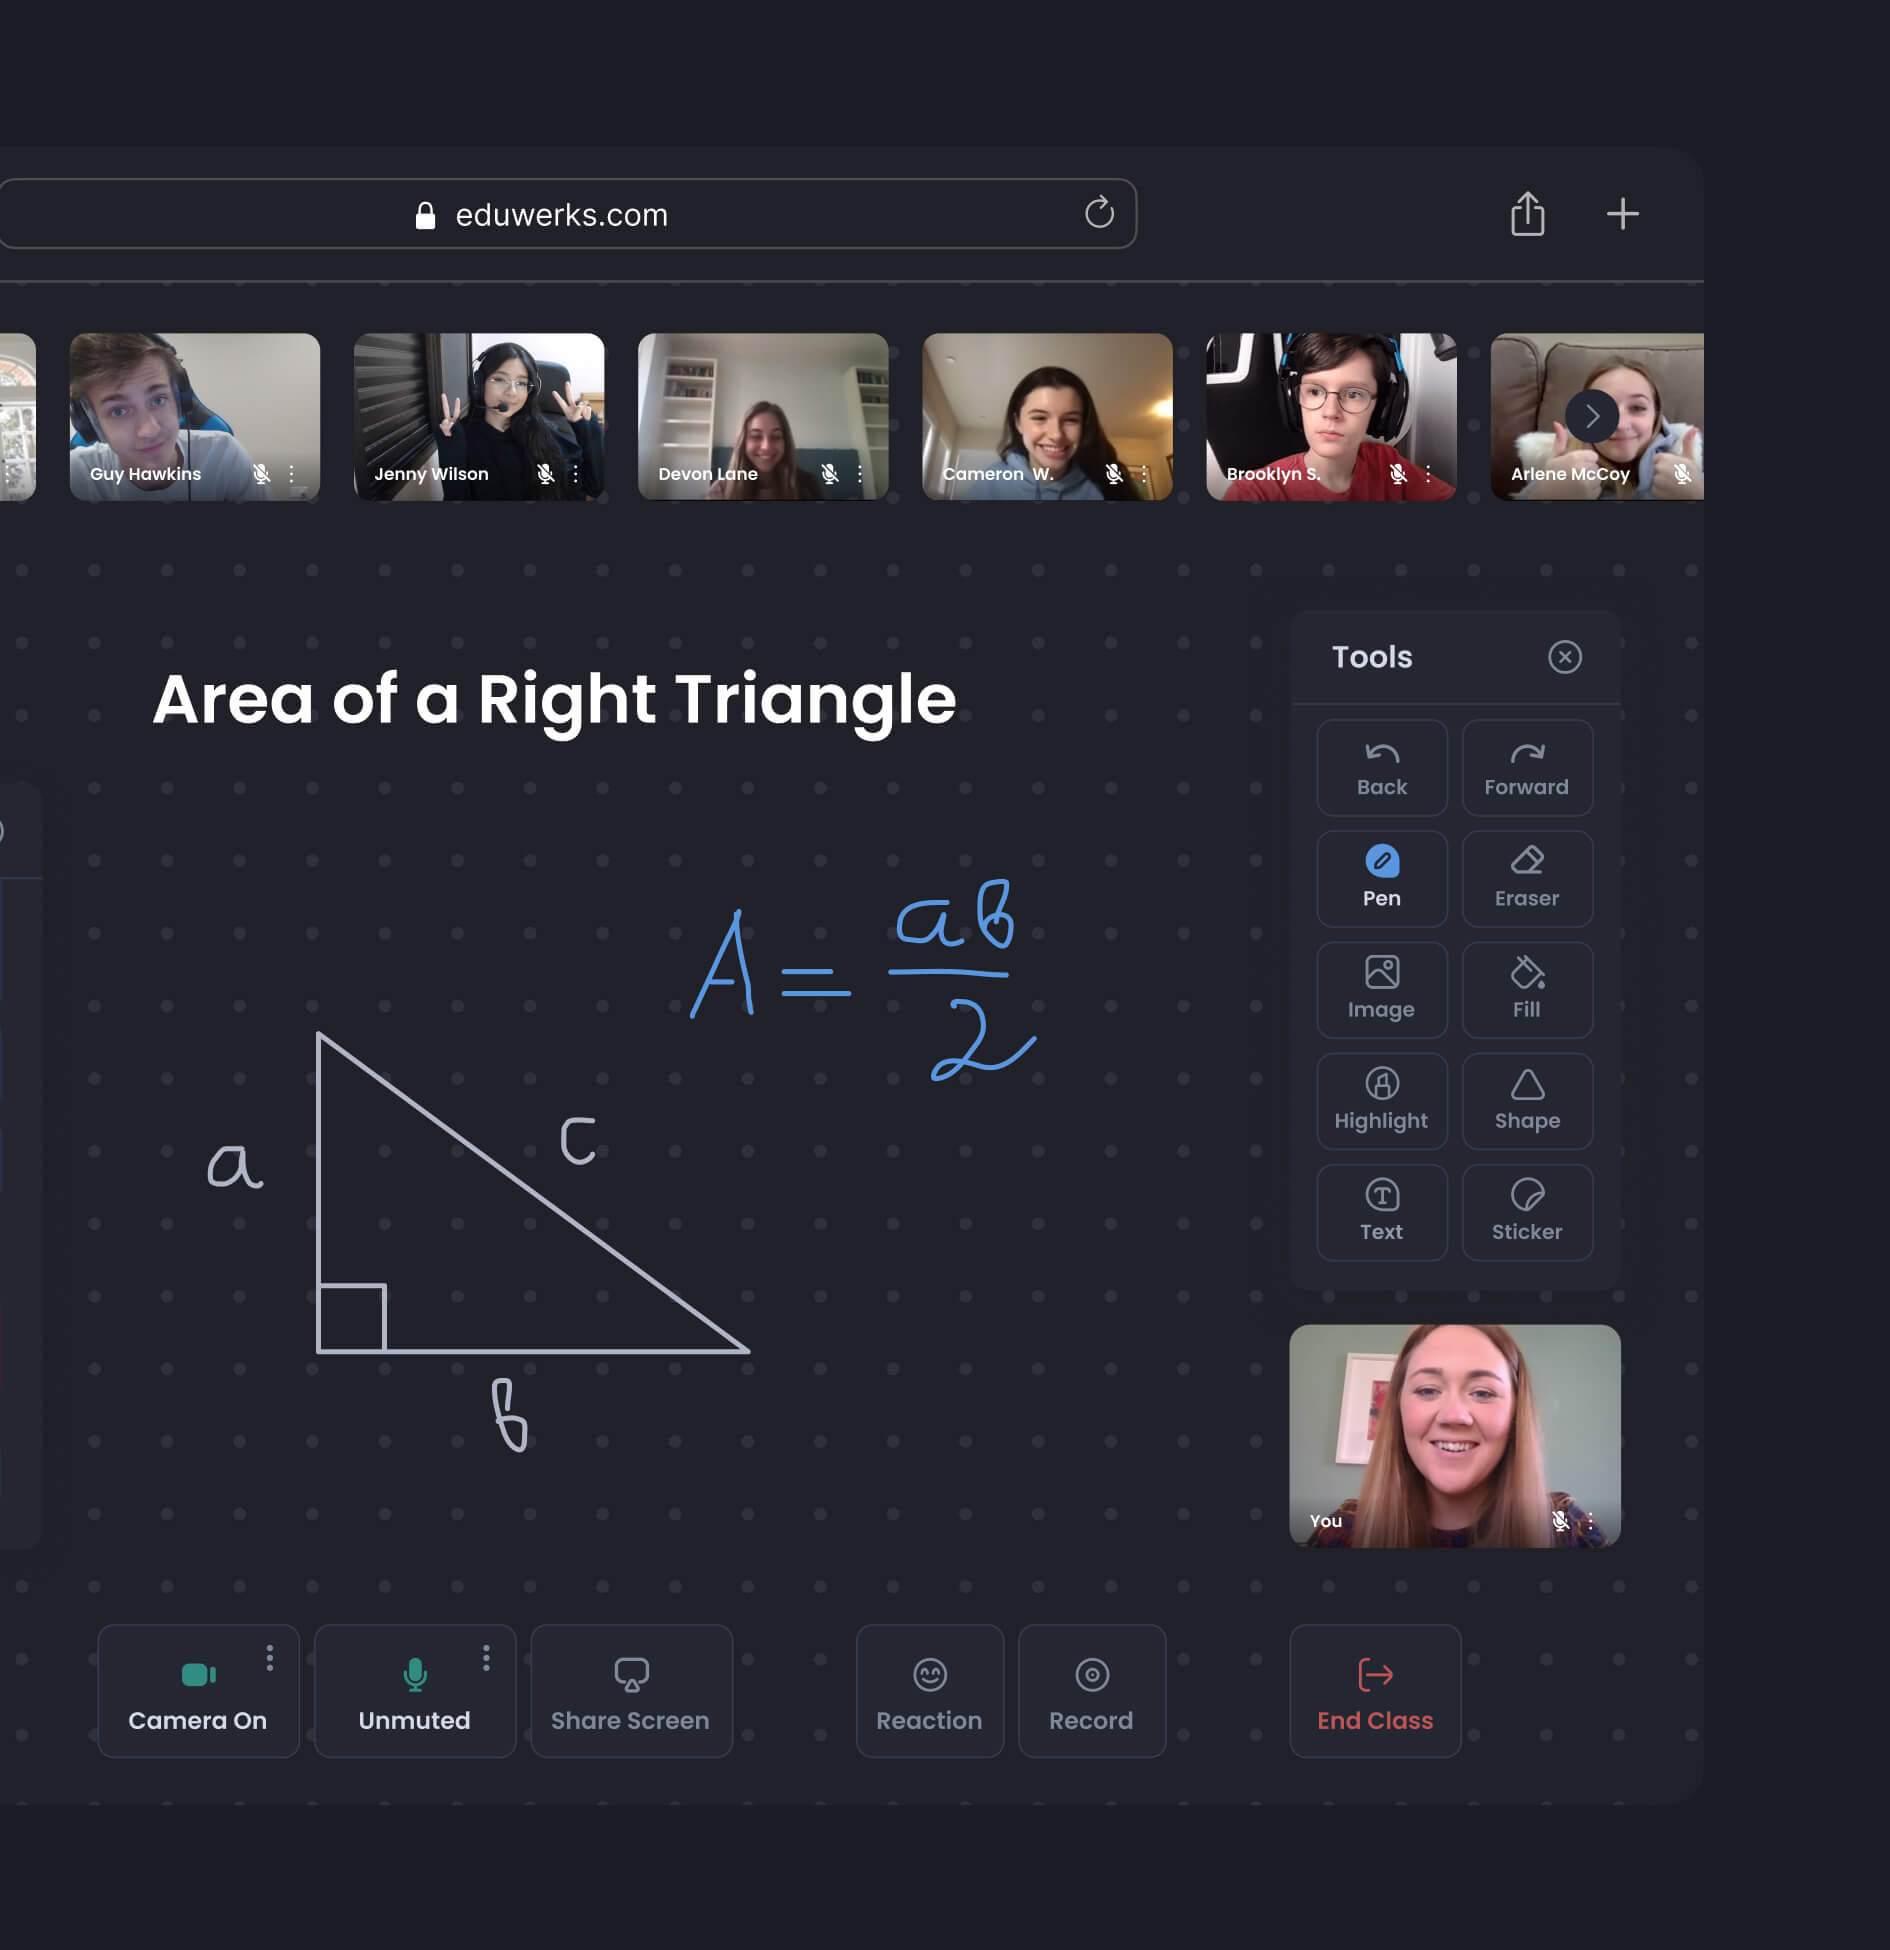 eduwerks.com
Guy Hawkins
Jenny Wilson
Devon Lane
Cameron W.
Brooklyn S.
Arlene McCoy
Area of a Right Triangle
A = ab
2
a
c
b
Tools
Back
Forward
Pen
Eraser
Image
Fill
Highlight
Shape
Text
Sticker
You
Camera On
Unmuted
Share Screen
Reaction
Record
End Class